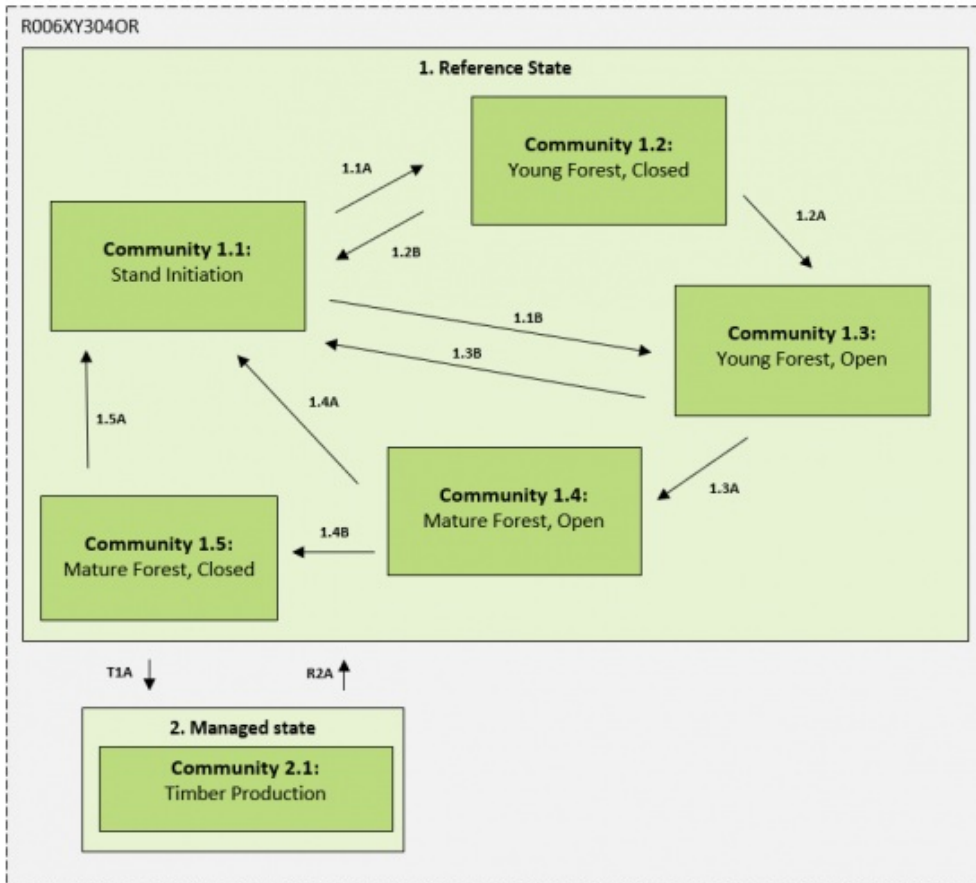 R006XY304OR
1. Reference State
Community 1.2:
Young Forest, Closed
1.1A
1.2A
1.2B
Community 1.1:
Stand Initiation
1.1B
1.3B
Community 1.3:
Young Forest, Open
1.4A
1.5A
1.3A
Community 1.4:
Mature Forest, Open
1.4B
Community 1.5:
Mature Forest, Closed
T1A
R2A
2. Managed state
Community 2.1:
Timber Production